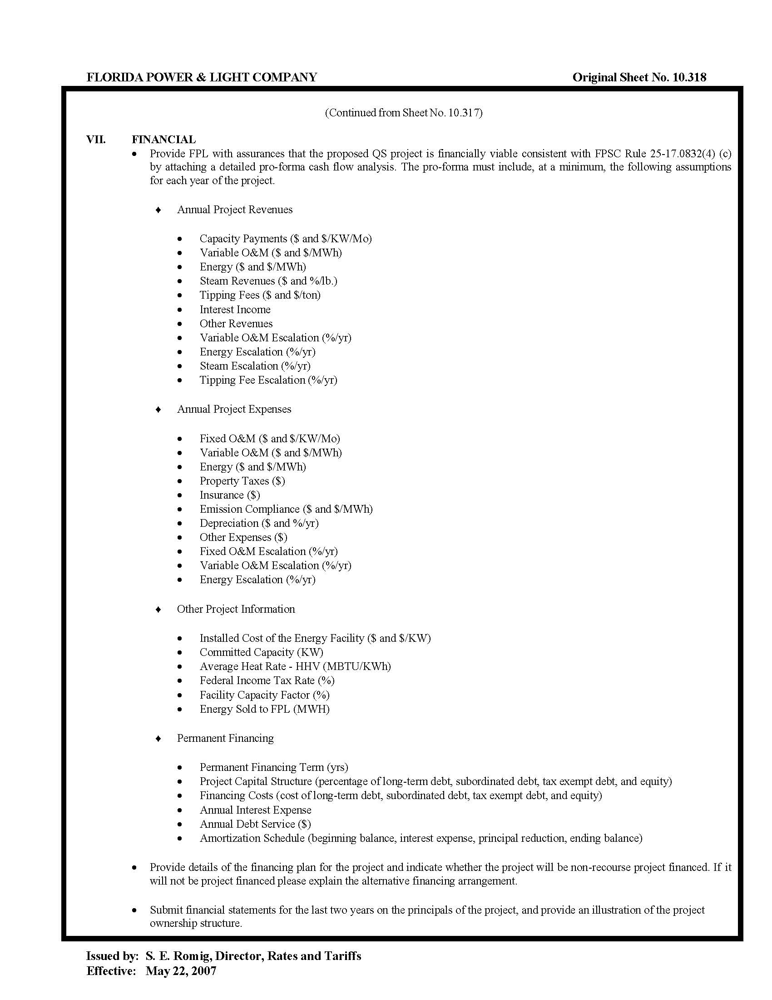 FLORIDA POWER & LIGHT COMPANY Original Sheet No. 10.318
(Continued from Sheet No. 10.317)
VII. FINANCIAL
• Provide FPL with assurances that the proposed QS project is financially viable consistent with FPSC Rule 25-17.0832(4) (c)
by attaching a detailed pro-forma cash flow analysis. The pro-forma must include, at a minimum, the following assumptions
for each year of the project.
♦ Annual Project Revenues
• Capacity Payments ($ and $/KW/Mo)
• Variable O&M ($ and $/MWh)
• Energy ($ and $/MWh)
• Steam Revenues ($ and %/lb.)
• Tipping Fees ($ and $/ton)
• Interest Income
• Other Revenues
• Variable O&M Escalation (%/yr)
• Energy Escalation (%/yr)
• Steam Escalation (%/yr)
• Tipping Fee Escalation (%/yr)
♦ Annual Project Expenses
• Fixed O&M ($ and $/KW/Mo)
• Variable O&M ($ and $/MWh)
• Energy ($ and $/MWh)
• Property Taxes ($)
• Insurance ($)
• Emission Compliance ($ and $/MWh)
• Depreciation ($ and %/yr)
• Other Expenses ($)
• Fixed O&M Escalation (%/yr)
• Variable O&M Escalation (%/yr)
• Energy Escalation (%/yr)
♦ Other Project Information
• Installed Cost of the Energy Facility ($ and $/KW)
• Committed Capacity (KW)
• Average Heat Rate - HHV (MBTU/KWh)
• Federal Income Tax Rate (%)
• Facility Capacity Factor (%)
• Energy Sold to FPL (MWH)
♦ Permanent Financing
• Permanent Financing Term (yrs)
• Project Capital Structure (percentage of long-term debt, subordinated debt, tax exempt debt, and equity)
• Financing Costs (cost of long-term debt, subordinated debt, tax exempt debt, and equity)
• Annual Interest Expense
• Annual Debt Service ($)
• Amortization Schedule (beginning balance, interest expense, principal reduction, ending balance)
• Provide details of the financing plan for the project and indicate whether the project will be non-recourse project financed. If it
will not be project financed please explain the alternative financing arrangement.
• Submit financial statements for the last two years on the principals of the project, and provide an illustration of the project
ownership structure.
Issued by: S. E. Romig, Director, Rates and Tariffs
Effective: May 22, 2007